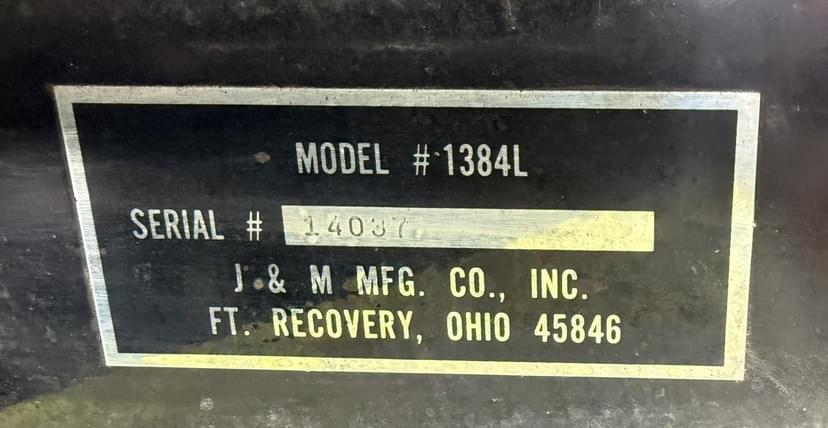 MODEL # 1384L
SERIAL # 14037
J & M MFG. CO., INC.
FT. RECOVERY, OHIO 45846